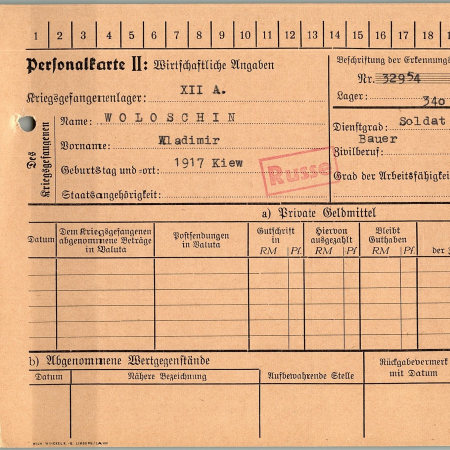 1 2 3 4 5 6 7 8 9 10 11 12 13 14 15 16 17 18
Personalkarte II: Wirtschaftliche Angaben
Beschriftung der Erkennungs
Nr. 32954
Kriegsgefangenenlager: XII A.
Lager: 340
Des Kriegsgefangenen
Name: WOLOSCHIN
Vorname: Wladimir
Geburtstag und -ort: 1917 Kiew
Staatsangehörigkeit:
Russe
Dienstgrad: Soldat
Bauer
Zivilberuf:
Grad der Arbeitsfähigkei
a) Private Geldmittel
Datum
Dem Kriegsgefangenen abgenommene Beträge in Valuta
Postsendungen in Valuta
Gutschrift in
RM Pf.
Hiervon ausgezahlt
RM Pf.
Bleibt Guthaben
RM Pf.
der
b) Abgenommene Wertgegenstände
Datum
Nähere Bezeichnung
Aufbewahrende Stelle
Rückgabevermerk
mit Datum